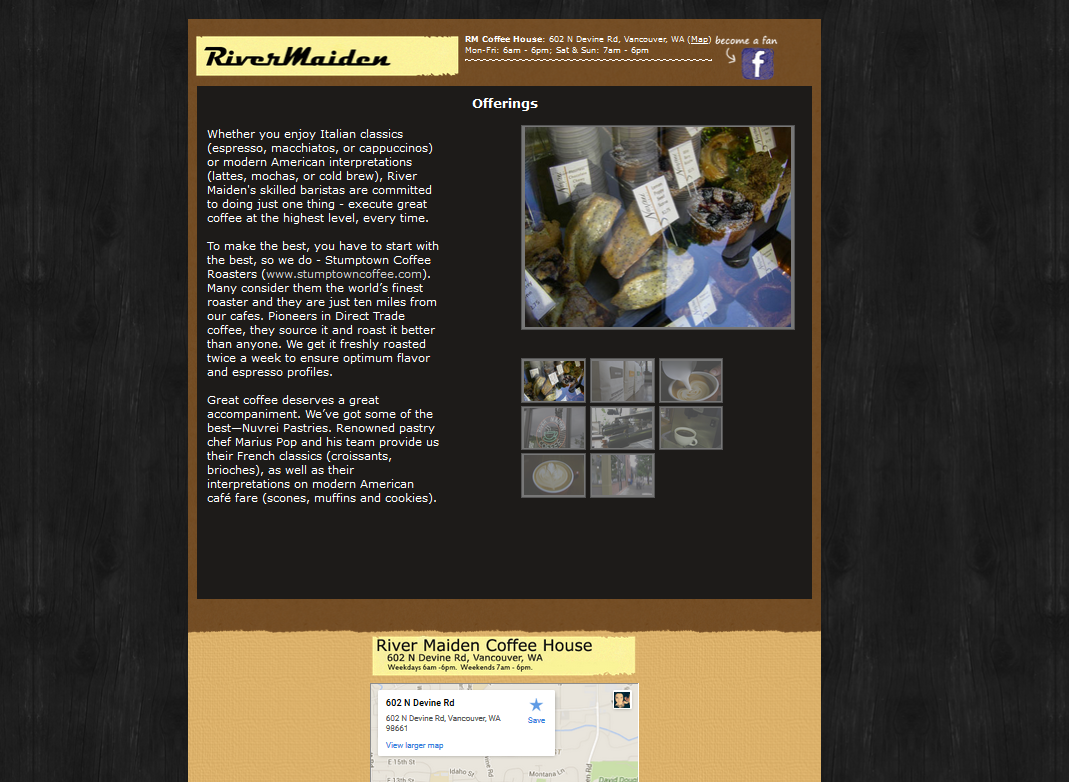 RiverMaiden
RM Coffee House: 602 N Devine Rd, Vancouver, WA (Map)
Mon-Fri: 6am - 6pm; Sat & Sun: 7am - 6pm
become a fan
f
Offerings
Whether you enjoy Italian classics
(espresso, macchiatos, or cappuccinos)
or modern American interpretations
(lattes, mochas, or cold brew), River
Maiden's skilled baristas are committed
to doing just one thing - execute great
coffee at the highest level, every time.
To make the best, you have to start with
the best, so we do - Stumptown Coffee
Roasters (www.stumptowncoffee.com).
Many consider them the world’s finest
roaster and they are just ten miles from
our cafes. Pioneers in Direct Trade
coffee, they source it and roast it better
than anyone. We get it freshly roasted
twice a week to ensure optimum flavor
and espresso profiles.
Great coffee deserves a great
accompaniment. We’ve got some of the
best—Nuvrei Pastries. Renowned pastry
chef Marius Pop and his team provide us
their French classics (croissants,
brioches), as well as their
interpretations on modern American
café fare (scones, muffins and cookies).
River Maiden Coffee House
602 N Devine Rd, Vancouver, WA
Weekdays 6am -6pm. Weekends 7am - 6pm.
602 N Devine Rd
602 N Devine Rd, Vancouver, WA
98661
Save
View larger map
E 15th St
Idaho St
Montana Ln
E 13th St